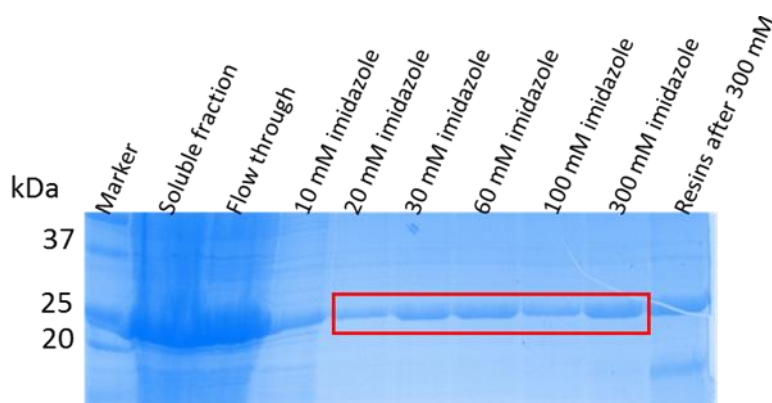 kDa
Marker
Soluble fraction
Flow through
10 mM imidazole
20 mM imidazole
30 mM imidazole
60 mM imidazole
100 mM imidazole
300 mM imidazole
Resins after 300 mM
37
25
20